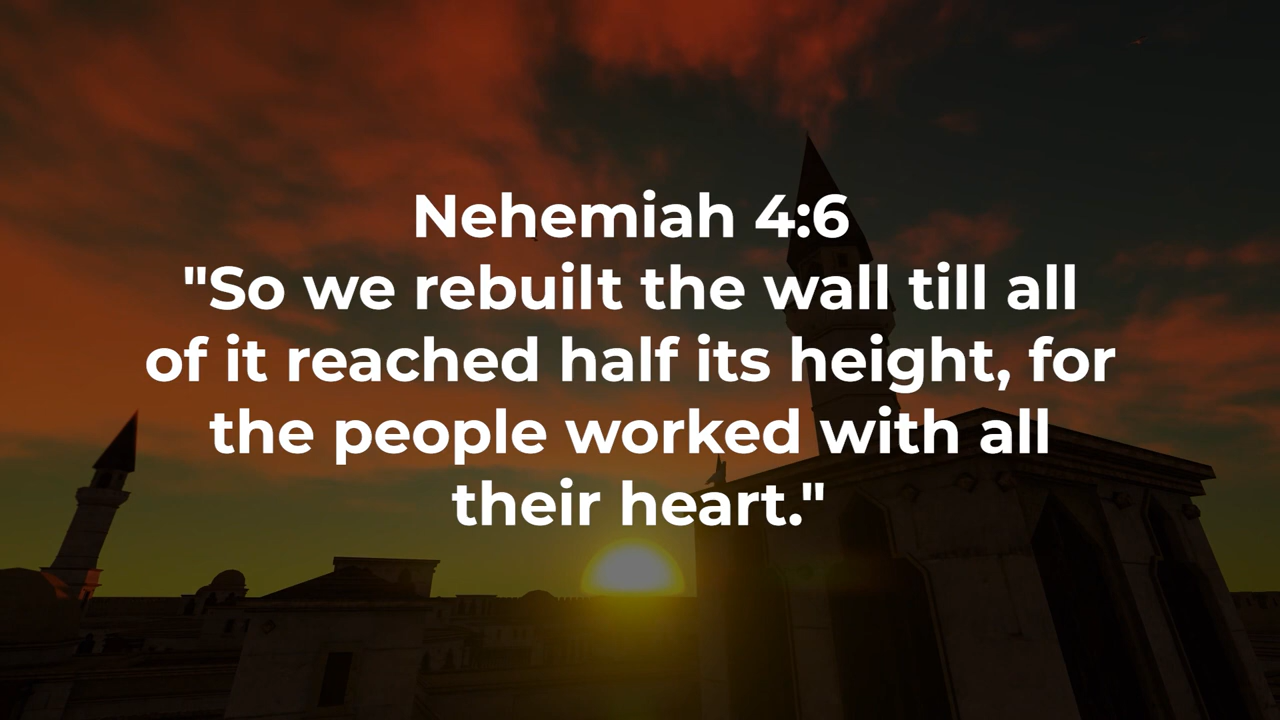 Nehemiah 4:6
"So we rebuilt the wall till all
of it reached half its height, for
the people worked with all
their heart."